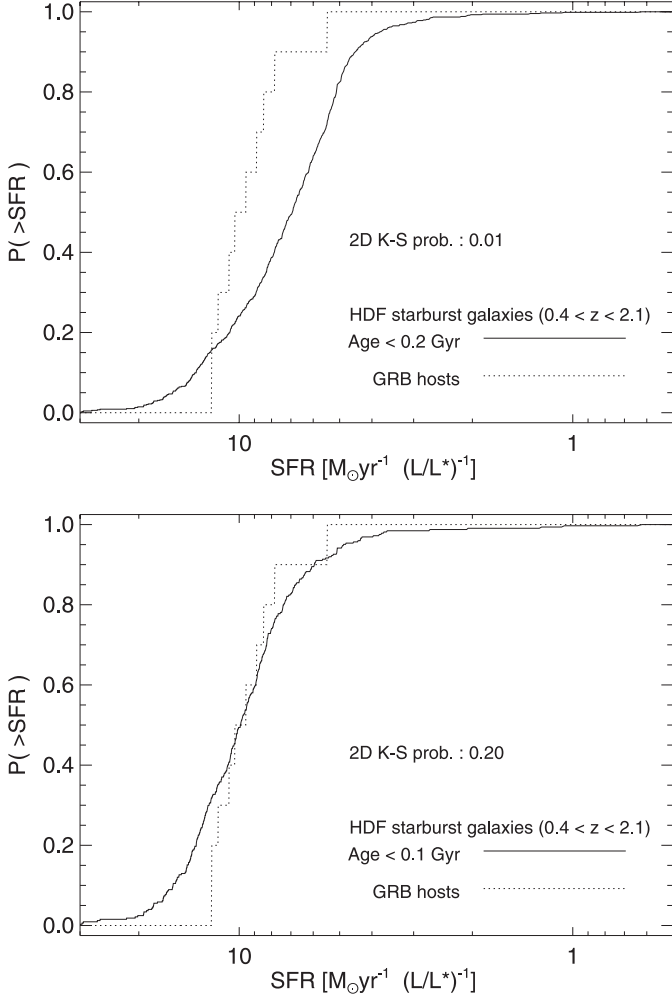 1.0
0.8
0.6
0.4
0.2
0.0
P( >SFR )
2D K-S prob. : 0.01
HDF starburst galaxies (0.4 < z < 2.1)
Age < 0.2 Gyr
GRB hosts
10
1
SFR [M⊙yr⁻¹ (L/L*)⁻¹]
1.0
0.8
0.6
0.4
0.2
0.0
P( >SFR )
2D K-S prob. : 0.20
HDF starburst galaxies (0.4 < z < 2.1)
Age < 0.1 Gyr
GRB hosts
10
1
SFR [M⊙yr⁻¹ (L/L*)⁻¹]